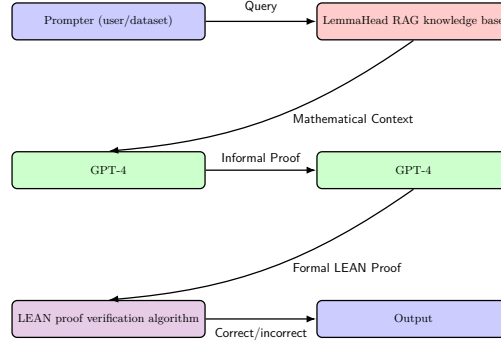 Query
Prompter (user/dataset)
LemmaHead RAG knowledge base
Mathematical Context
Informal Proof
GPT-4
GPT-4
Formal LEAN Proof
LEAN proof verification algorithm
Output
Correct/incorrect